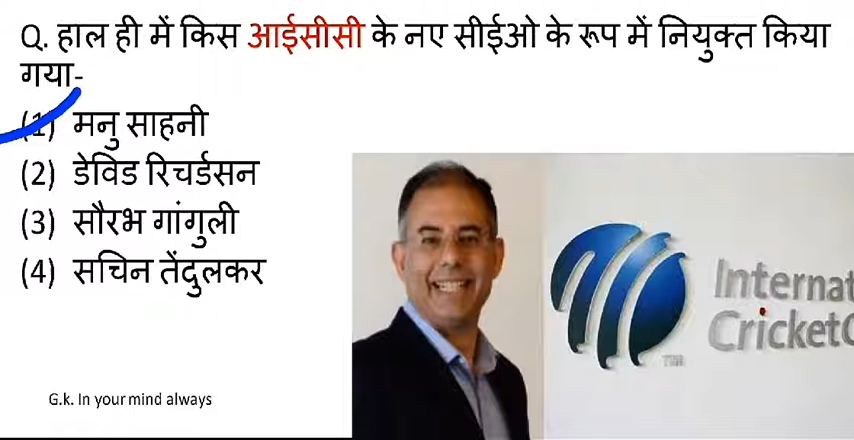 Q. हाल ही में किस आईसीसी के नए सीईओ के रूप में नियुक्त किया
गया-
(1) मनु साहनी
(2) डेविड रिचर्डसन
(3) सौरभ गांगुली
(4) सचिन तेंदुलकर
Internat
CricketC
G.k. In your mind always